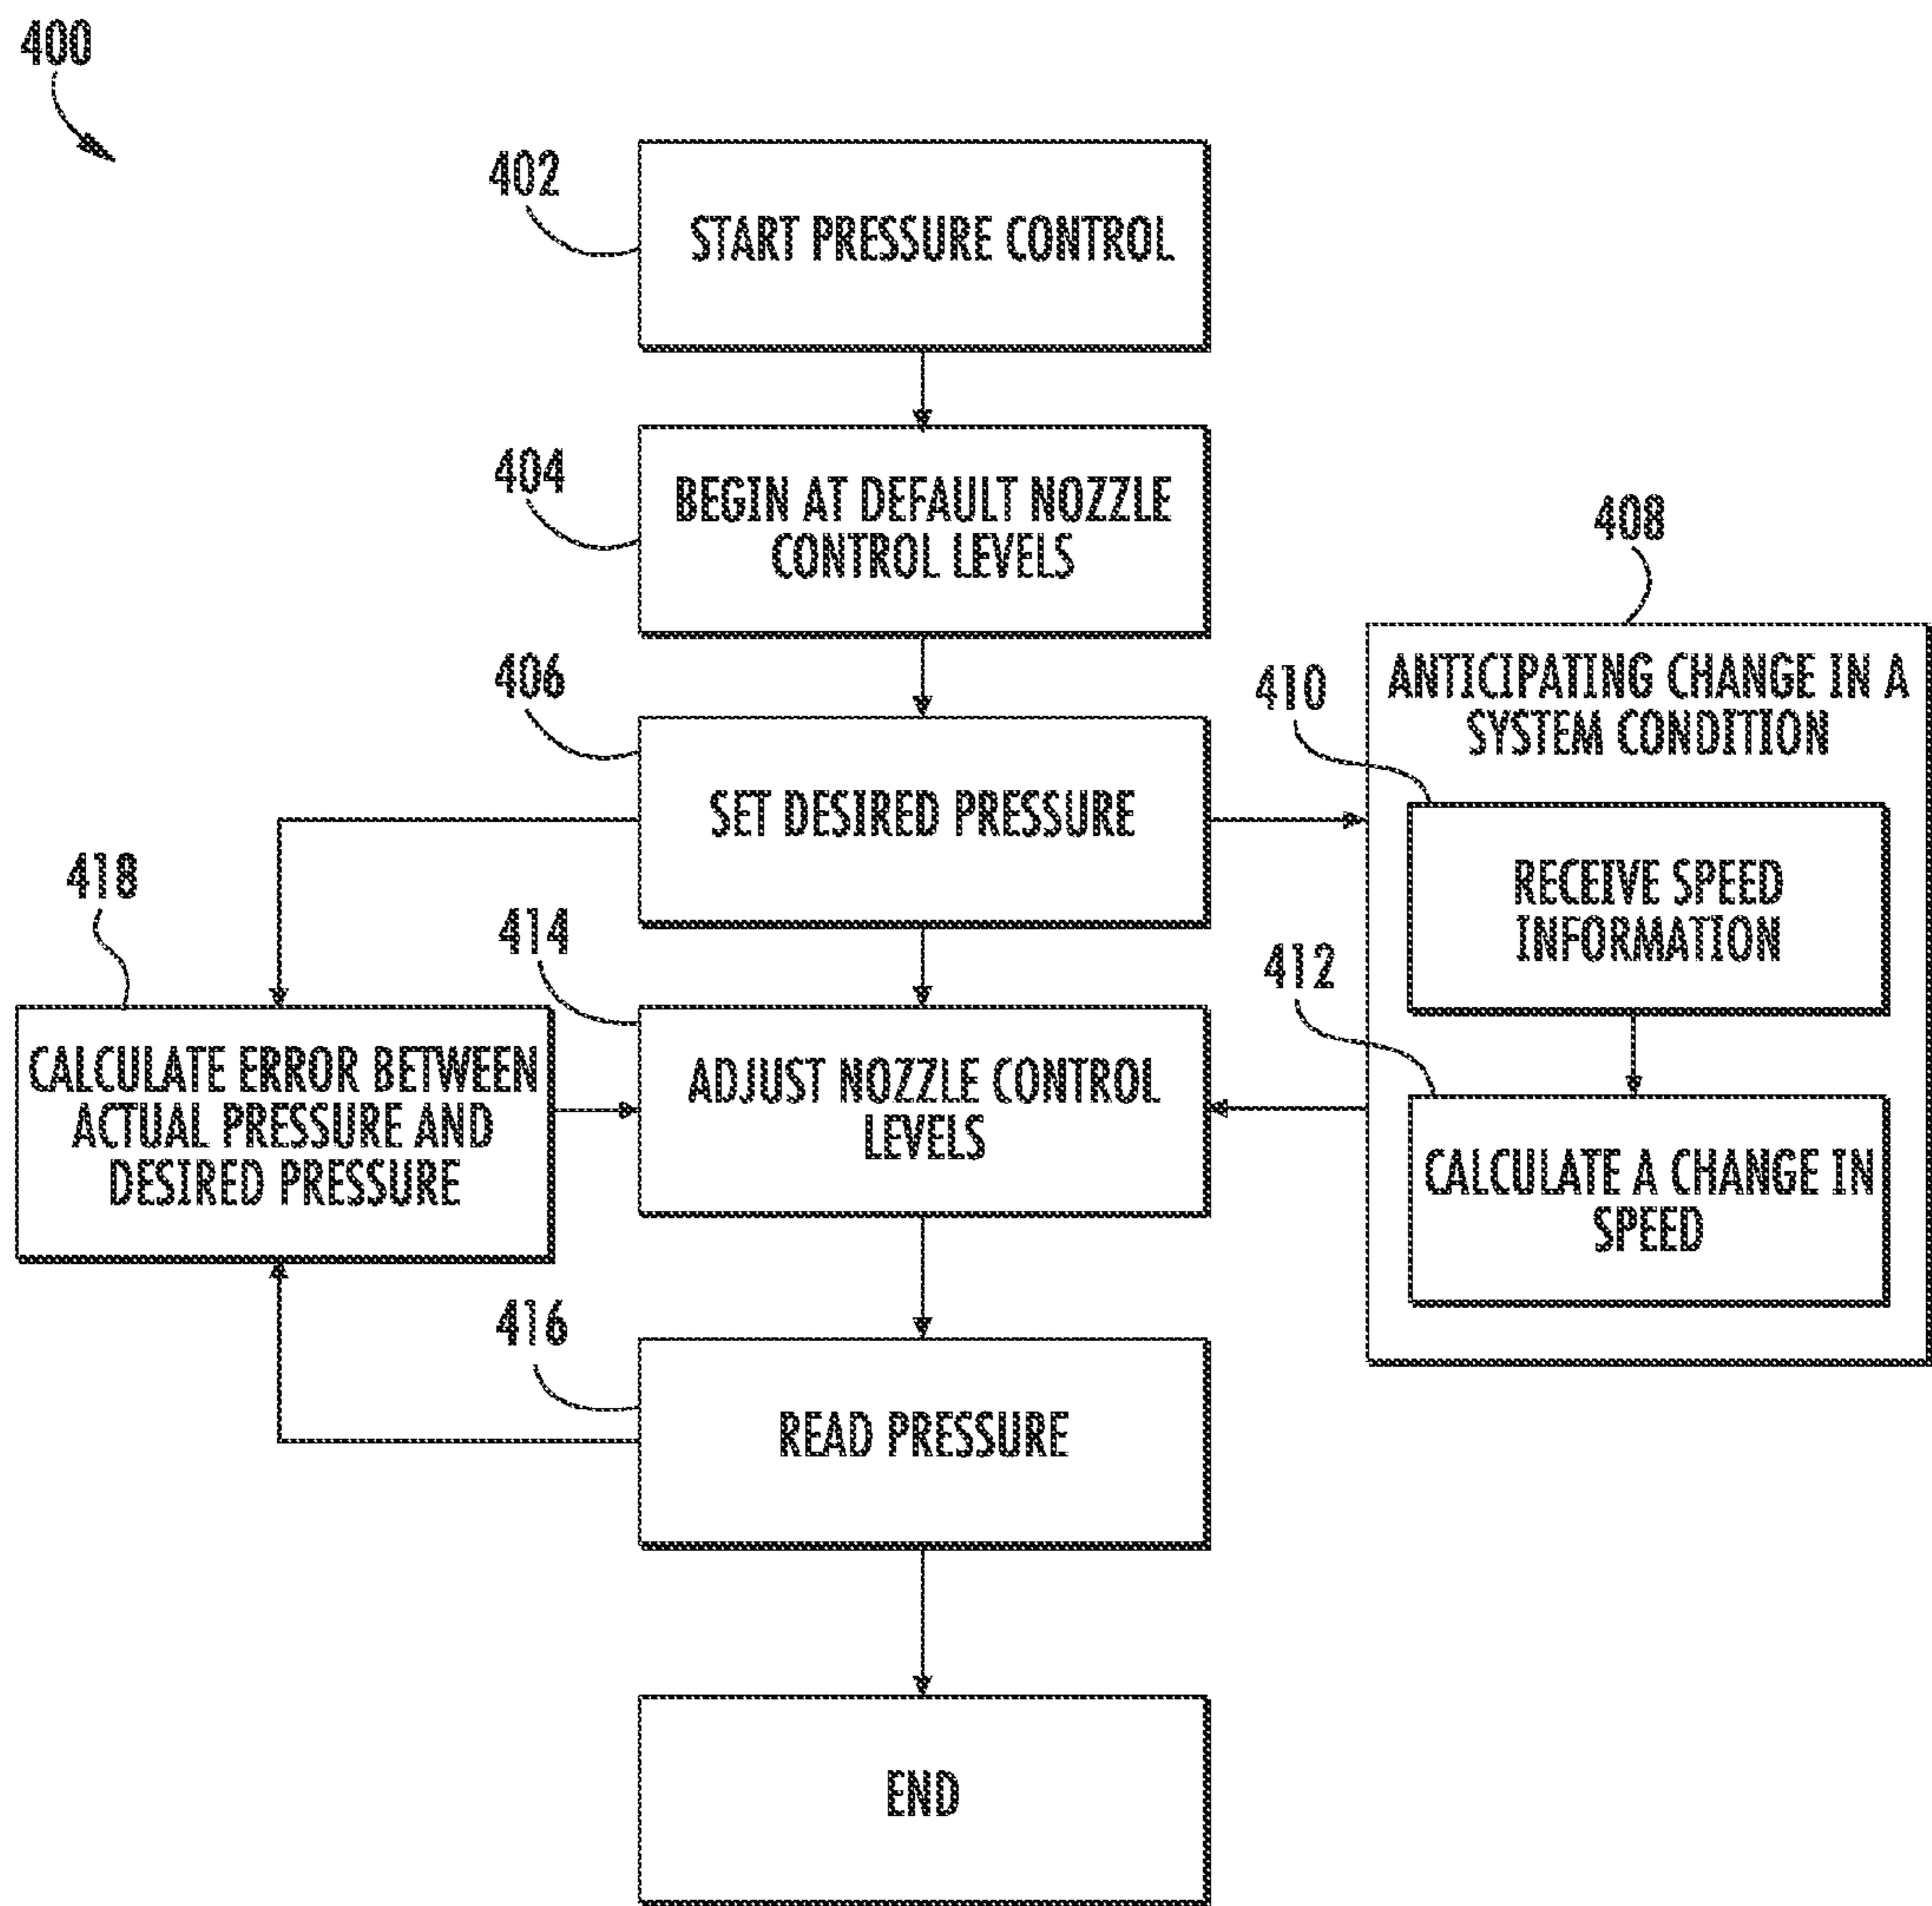 400
402
START PRESSURE CONTROL
404
BEGIN AT DEFAULT NOZZLE
CONTROL LEVELS
406
SET DESIRED PRESSURE
408
ANTICIPATING CHANGE IN A
SYSTEM CONDITION
410
RECEIVE SPEED
INFORMATION
412
CALCULATE A CHANGE IN
SPEED
418
CALCULATE ERROR BETWEEN
ACTUAL PRESSURE AND
DESIRED PRESSURE
414
ADJUST NOZZLE CONTROL
LEVELS
416
READ PRESSURE
END